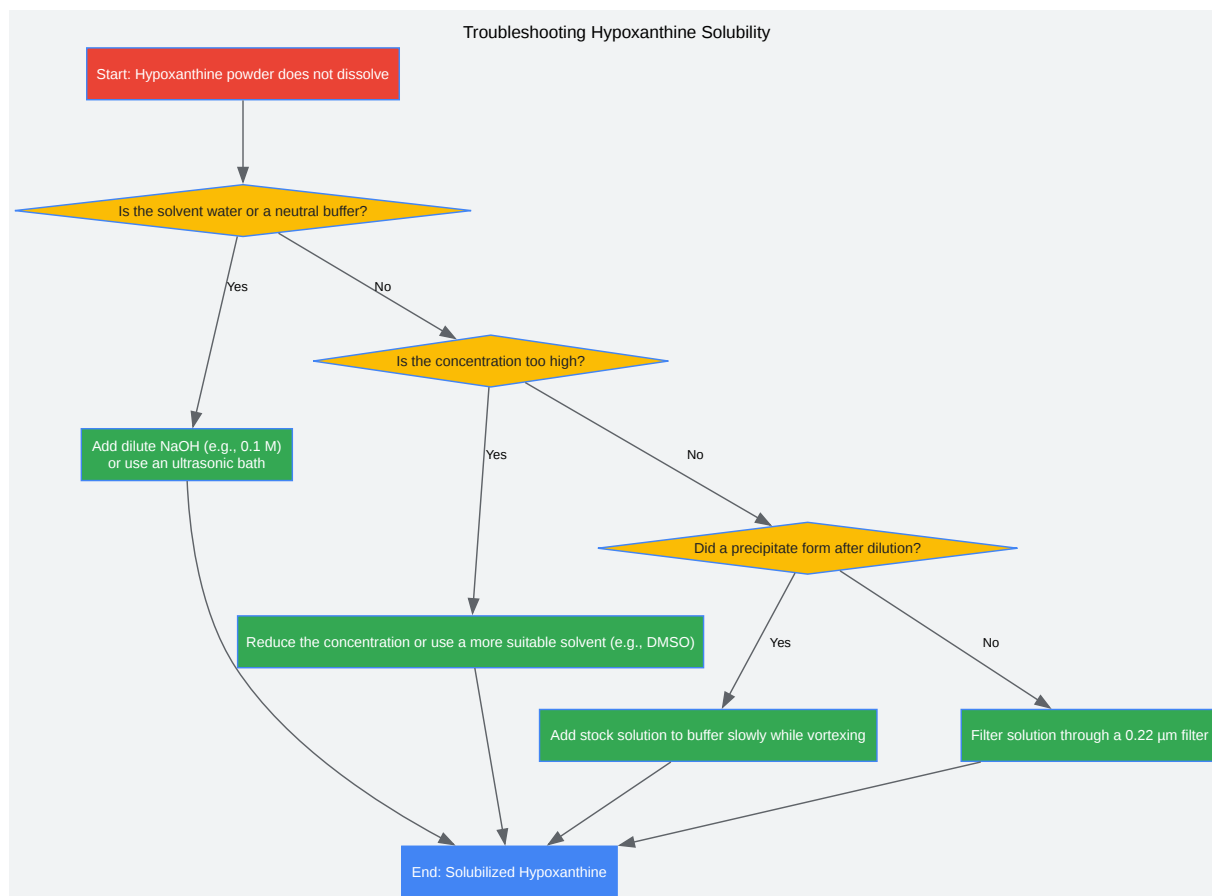 Troubleshooting Hypoxanthine Solubility
Start: Hypoxanthine powder does not dissolve
Is the solvent water or a neutral buffer?
Yes
No
Is the concentration too high?
Add dilute NaOH (e.g., 0.1 M)
or use an ultrasonic bath
Yes
No
Did a precipitate form after dilution?
Reduce the concentration or use a more suitable solvent (e.g., DMSO)
Yes
No
Add stock solution to buffer slowly while vortexing
Filter solution through a 0.22 µm filter
End: Solubilized Hypoxanthine